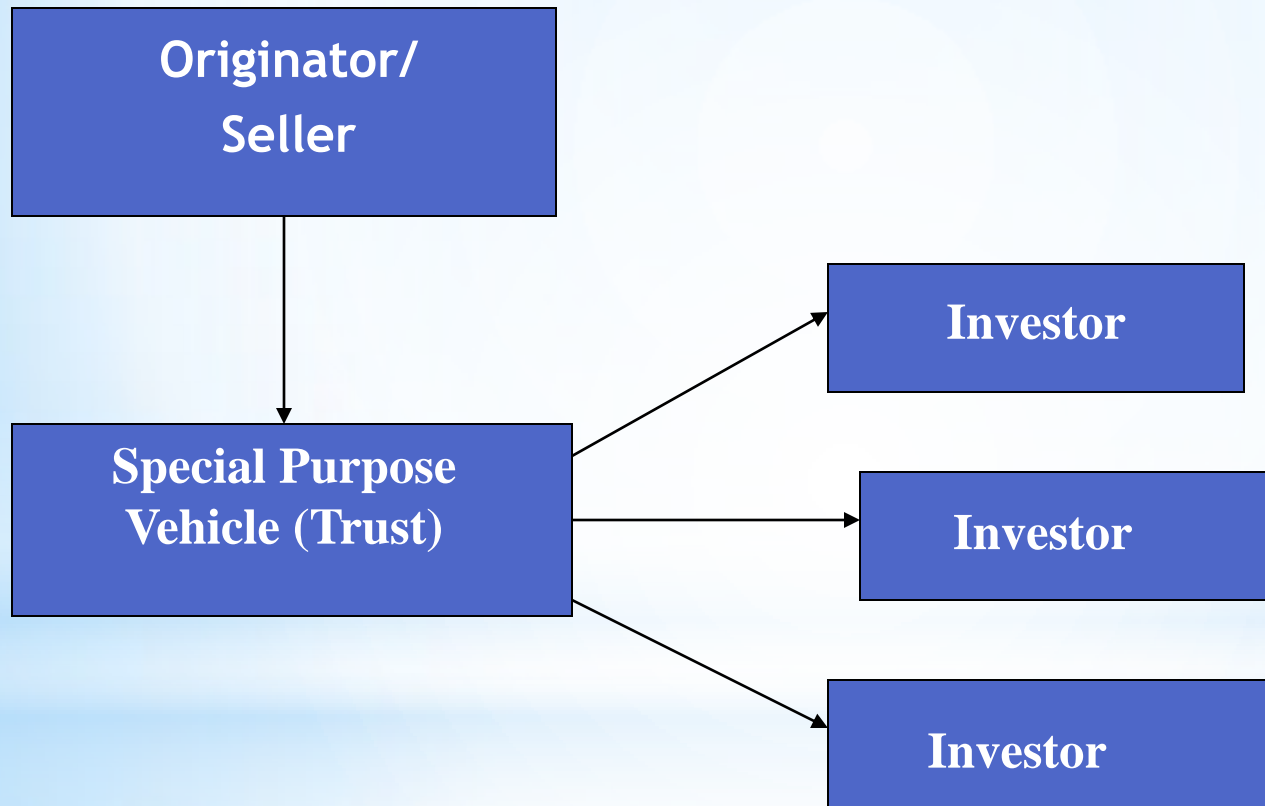 Originator/
Seller
Investor
Special Purpose
Vehicle (Trust)
Investor
Investor